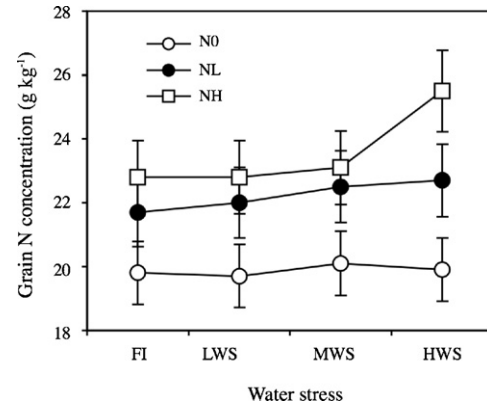 28
26
24
22
20
18
Grain N concentration (g kg⁻¹)
N0
NL
NH
FI LWS MWS HWS
Water stress